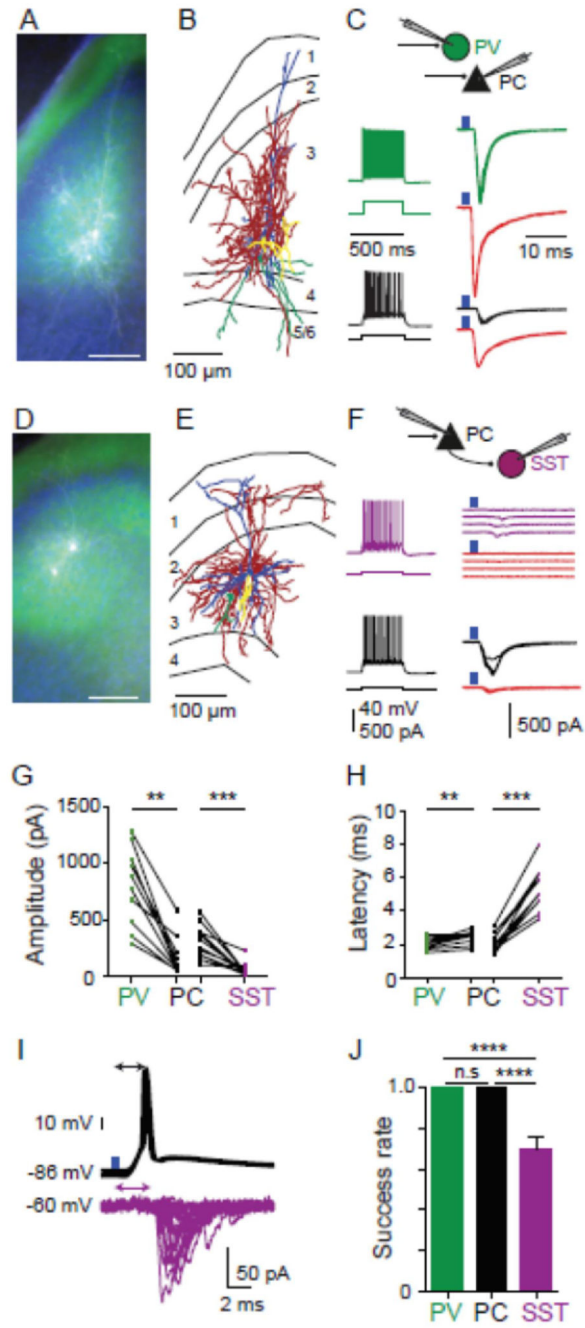 A
B
C
PV
PC
1
2
3
4
5/6
500 ms
10 ms
100 µm
D
E
F
PC
SST
1
2
3
4
100 µm
40 mV
500 pA
500 pA
G
H
Amplitude (pA)
1500
1000
500
0
**
***
PV
PC
SST
Latency (ms)
10
8
6
4
2
0
**
***
PV
PC
SST
I
J
10 mV
-86 mV
-60 mV
50 pA
2 ms
Success rate
1.0
0
****
n.s
****
PV
PC
SST